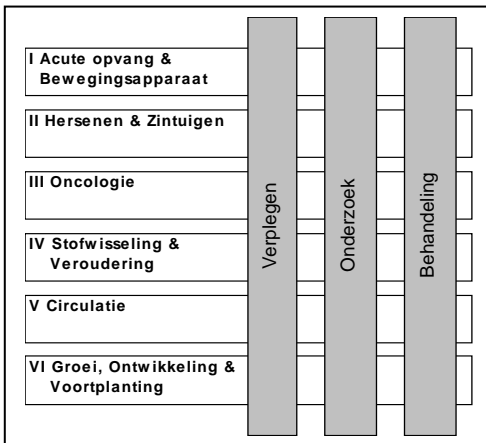 I Acute opvang &
Bewegingsapparaat
II Hersenen & Zintuigen
III Oncologie
IV Stofwisseling &
Veroudering
V Circulatie
VI Groei, Ontwikkeling &
Voortplanting
Verplegen
Onderzoek
Behandeling